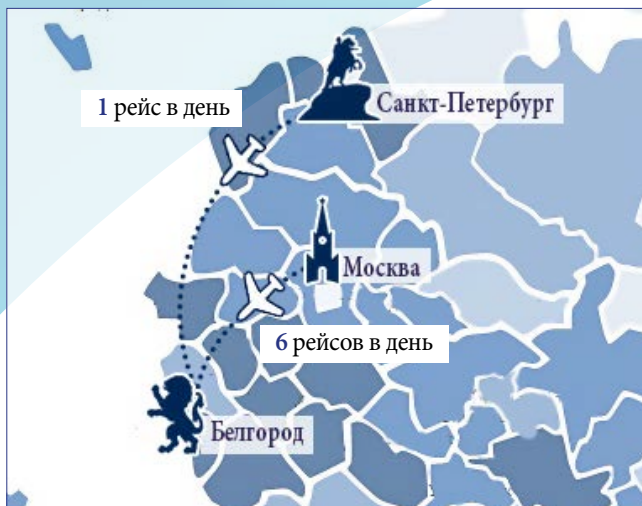 1 рейс в день
Санкт-Петербург
Москва
6 рейсов в день
Белгород